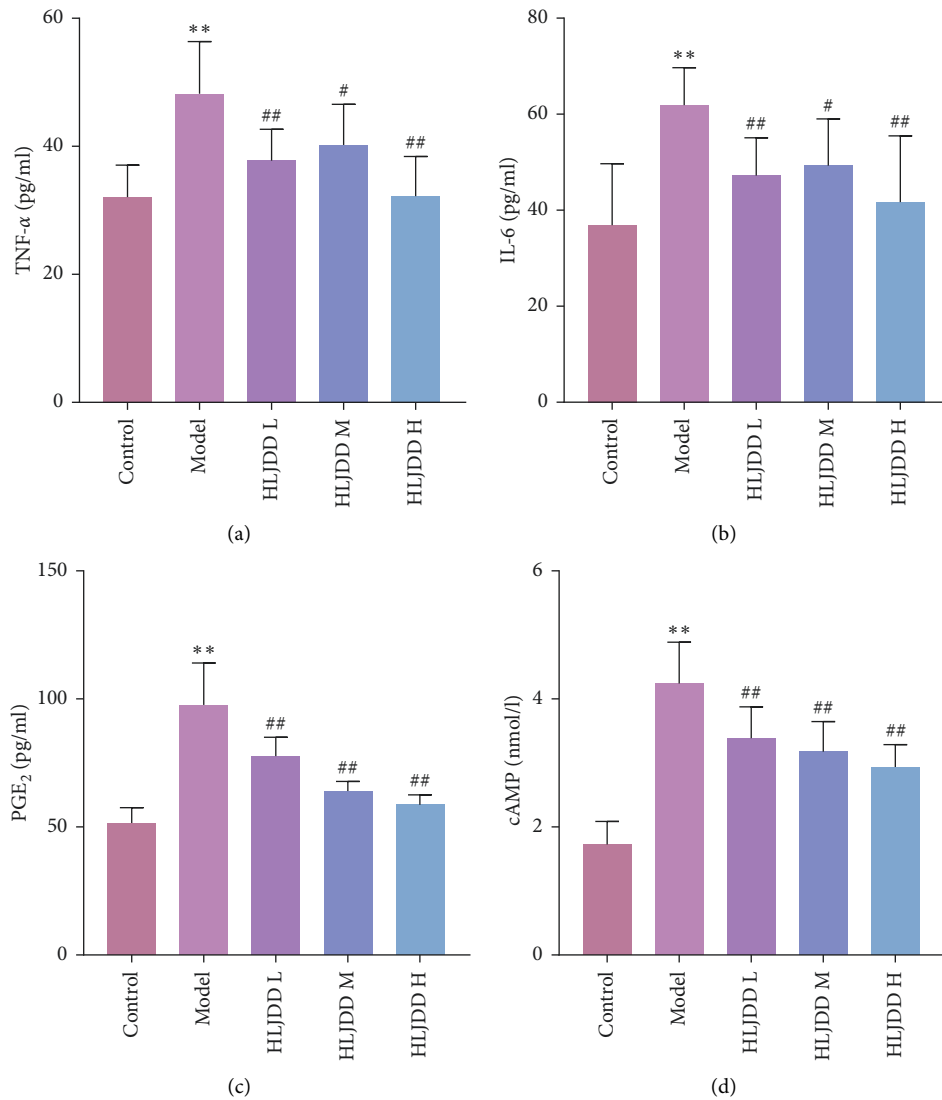 TNF-α (pg/ml)
60
40
20
0
**
##
#
##
Control
Model
HLJDD L
HLJDD M
HLJDD H
(a)
IL-6 (pg/ml)
80
60
40
20
0
**
##
#
##
Control
Model
HLJDD L
HLJDD M
HLJDD H
(b)
PGE₂ (pg/ml)
150
100
50
0
**
##
##
##
Control
Model
HLJDD L
HLJDD M
HLJDD H
(c)
cAMP (nmol/l)
6
4
2
0
**
##
##
##
Control
Model
HLJDD L
HLJDD M
HLJDD H
(d)